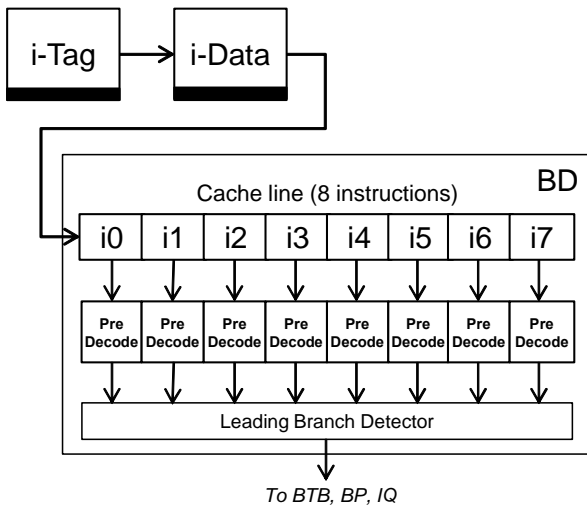 i-Tag
i-Data
BD
Cache line (8 instructions)
i0 i1 i2 i3 i4 i5 i6 i7
Pre Pre Pre Pre Pre Pre Pre Pre
Decode Decode Decode Decode Decode Decode Decode Decode
Leading Branch Detector
To BTB, BP, IQ